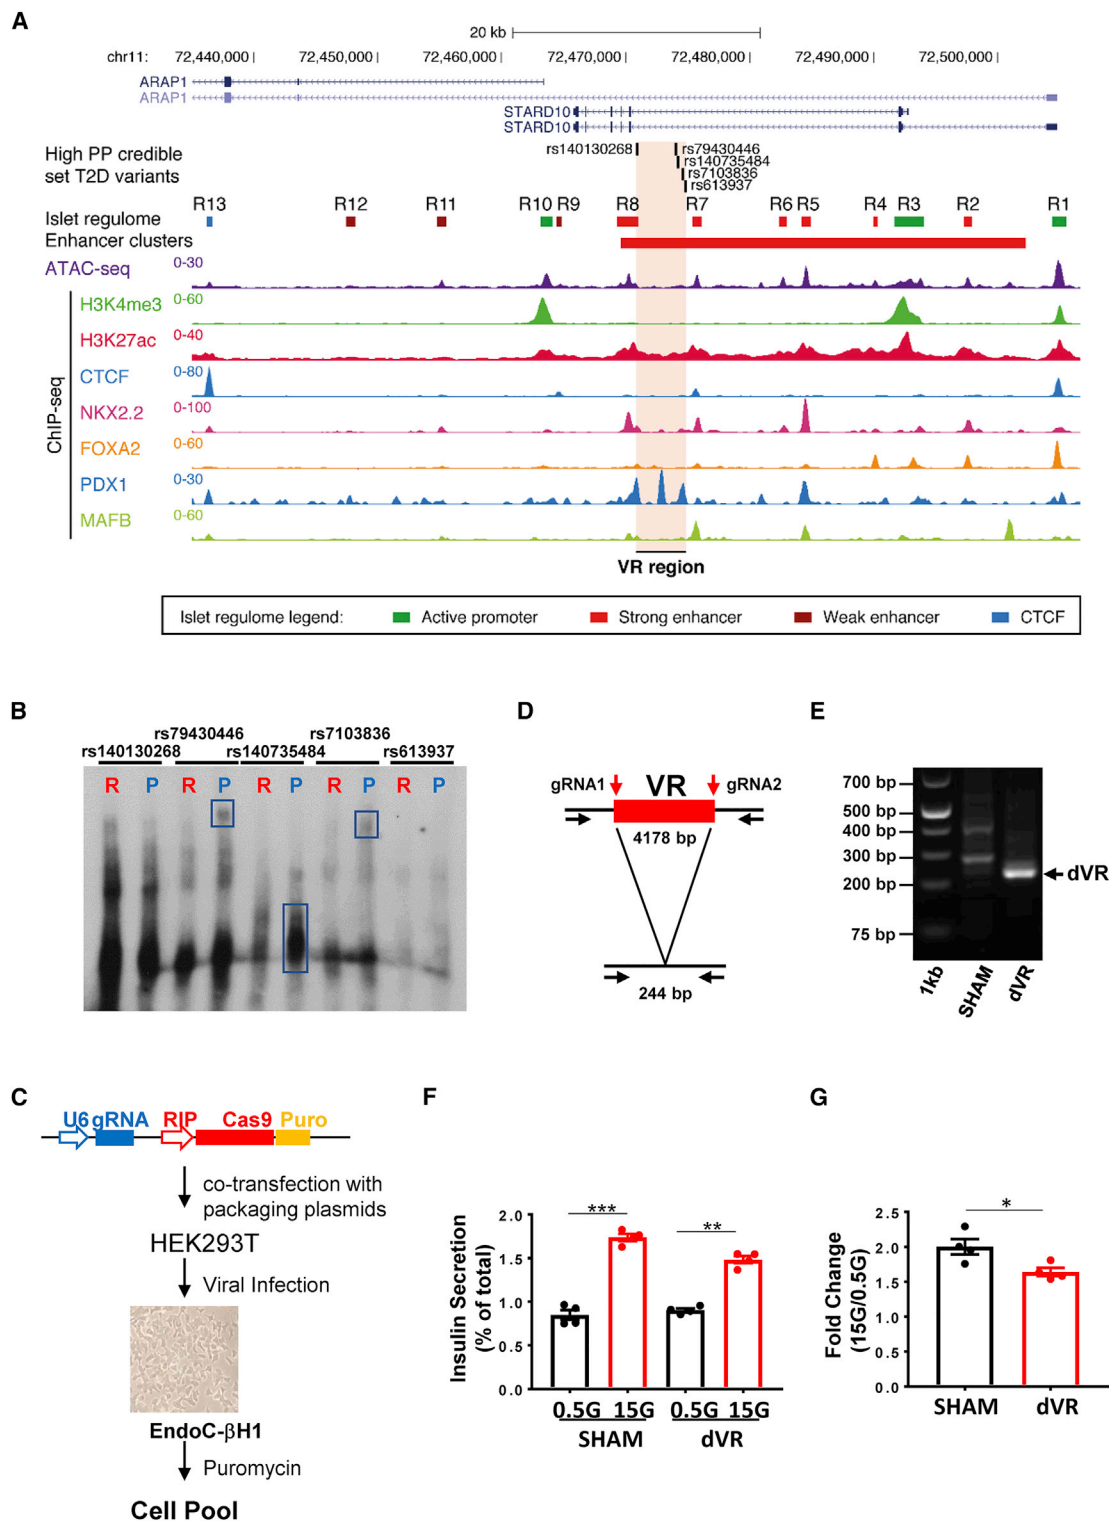 A
20 kb
chr11: 72,440,000 72,450,000 72,460,000 72,470,000 72,480,000 72,490,000 72,500,000
ARAP1
ARAP1
STARD10
STARD10
High PP credible
set T2D variants
rs140130268 rs79430446
rs140735484
rs7103836
rs613937
R13 R12 R11 R10 R9 R8 R7 R6 R5 R4 R3 R2 R1
Islet regulome
Enhancer clusters
ATAC-seq 0-30
H3K4me3 0-60
H3K27ac 0-40
CTCF 0-80
NKX2.2 0-100
FOXA2 0-60
PDX1 0-30
MAFB 0-60
ChIP-seq
VR region
Islet regulome legend: Active promoter Strong enhancer Weak enhancer CTCF
B
rs79430446 rs7103836
rs140130268 rs140735484 rs613937
R P R P R P R P R P
D
gRNA1 VR gRNA2
4178 bp
244 bp
E
700 bp
500 bp
400 bp
300 bp
200 bp
75 bp
dVR
1kb SHAM dVR
C
U6 gRNA RIP Cas9 Puro
co-transfection with
packaging plasmids
HEK293T
Viral Infection
EndoC-βH1
Puromycin
Cell Pool
F
Insulin Secretion
(% of total)
2.0
1.5
1.0
0.5
0.0
*** **
0.5G 15G 0.5G 15G
SHAM dVR
G
Fold Change
(15G/0.5G)
2.5
2.0
1.5
1.0
0.5
0.0
*
SHAM dVR